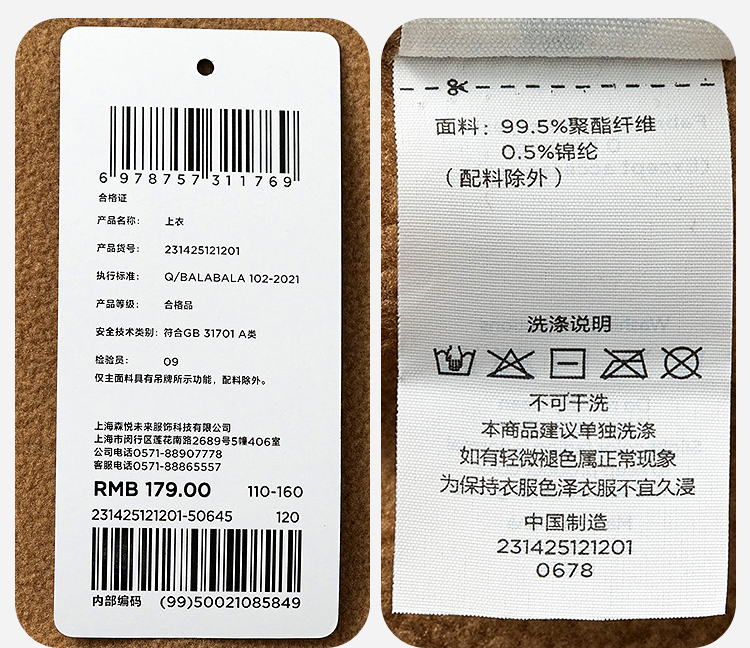 6 978757 311769
合格证
产品名称： 上衣
产品货号： 231425121201
执行标准： Q/BALABALA 102-2021
产品等级： 合格品
安全技术类别：符合GB 31701 A类
检验员： 09
仅主面料具有吊牌所示功能，配料除外。
上海森悦未来服饰科技有限公司
上海市闵行区莲花南路2689号5幢406室
公司电话0571-88907778
客服电话0571-88865557
RMB 179.00 110-160
231425121201-50645 120
内部编码 (99)50021085849
面料：99.5%聚酯纤维
0.5%锦纶
（配料除外）
洗涤说明
不可干洗
本商品建议单独洗涤
如有轻微褪色属正常现象
为保持衣服色泽衣服不宜久浸
中国制造
231425121201
0678